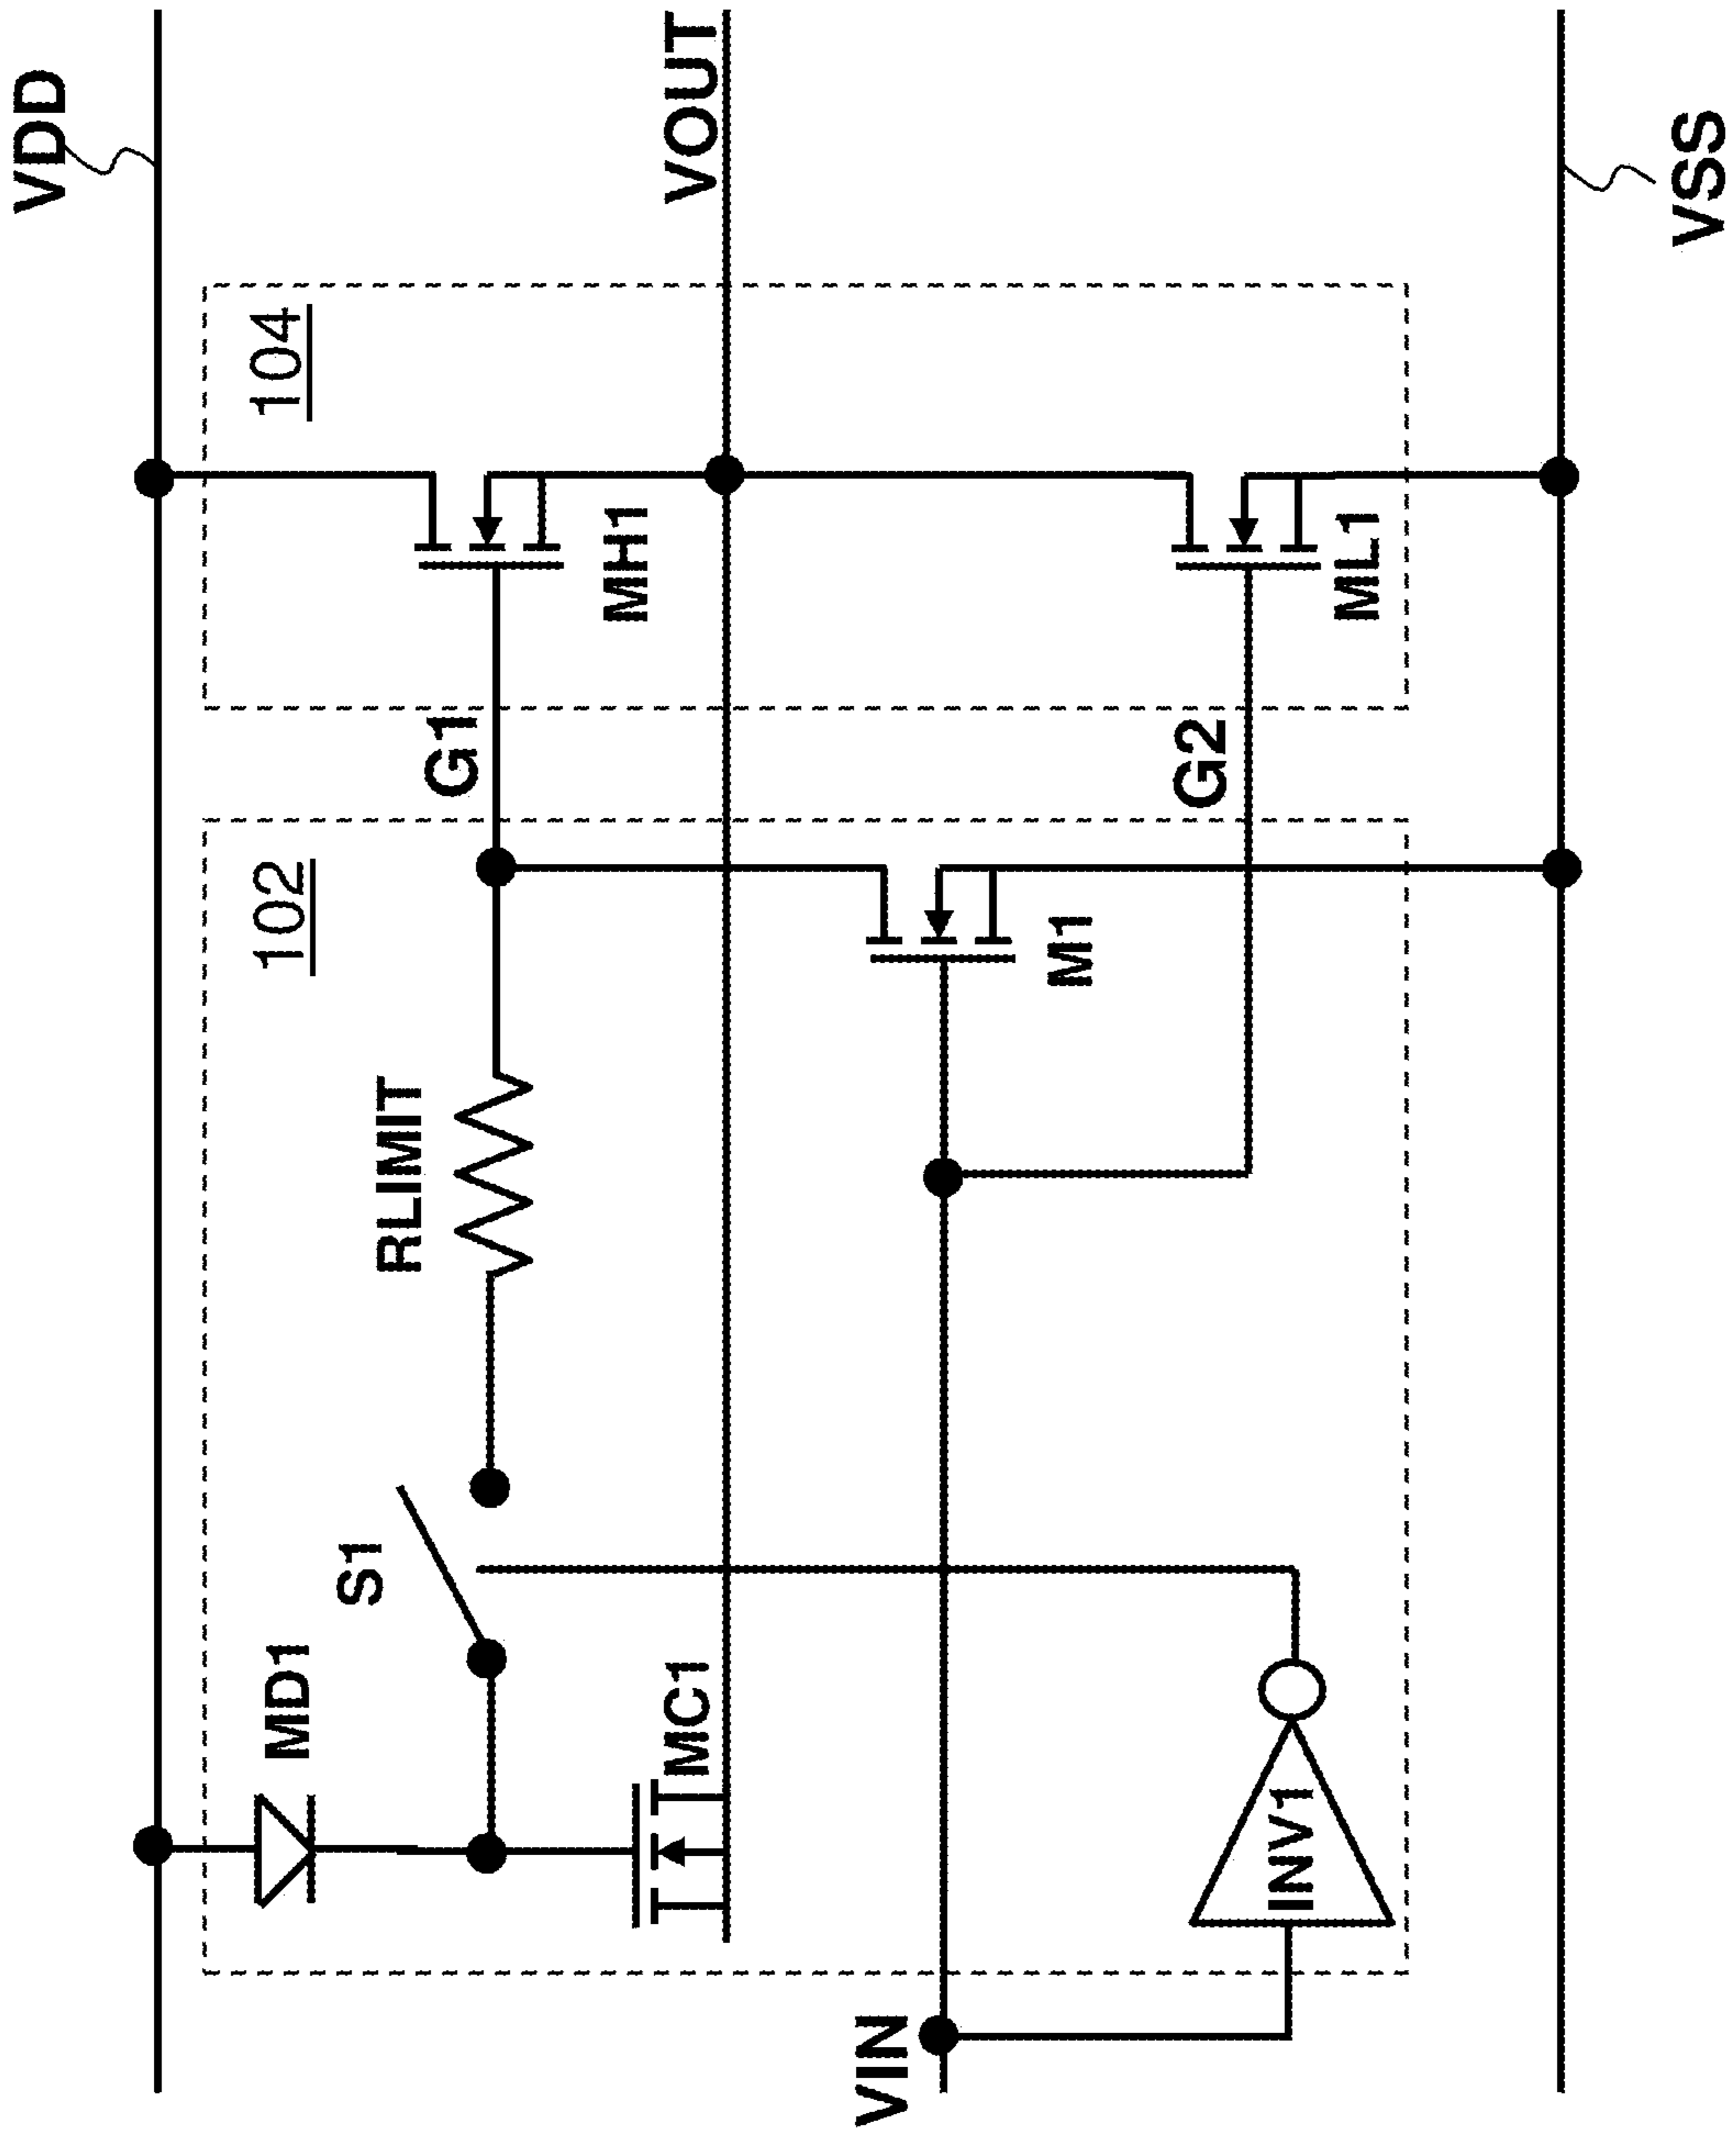 VDD
104
VOUT
MH1
G1
102
RLIMIT
S1
MD1
MC1
M1
G2
ML1
VIN
INV1
VSS